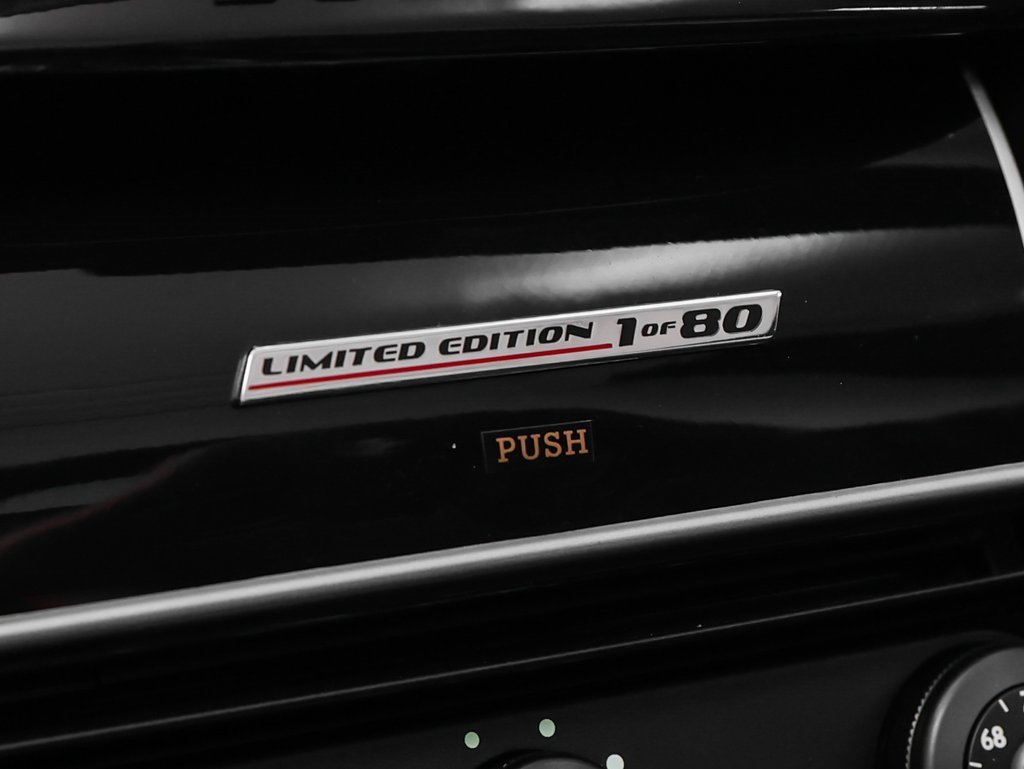 LIMITED EDITION 1 OF 80
PUSH
68